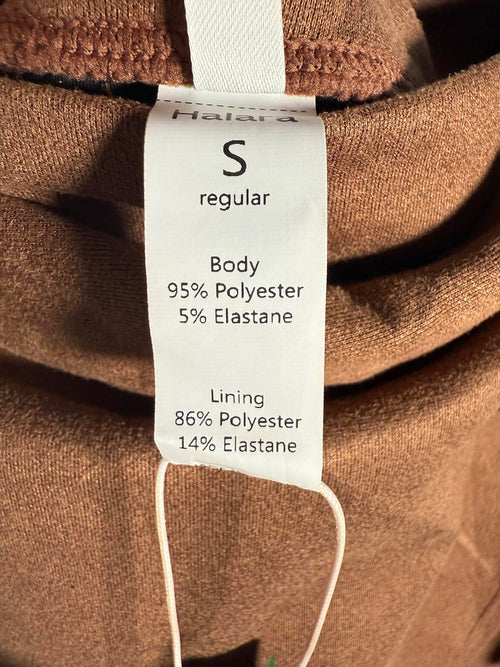 Halara
S
regular
Body
95% Polyester
5% Elastane
Lining
86% Polyester
14% Elastane